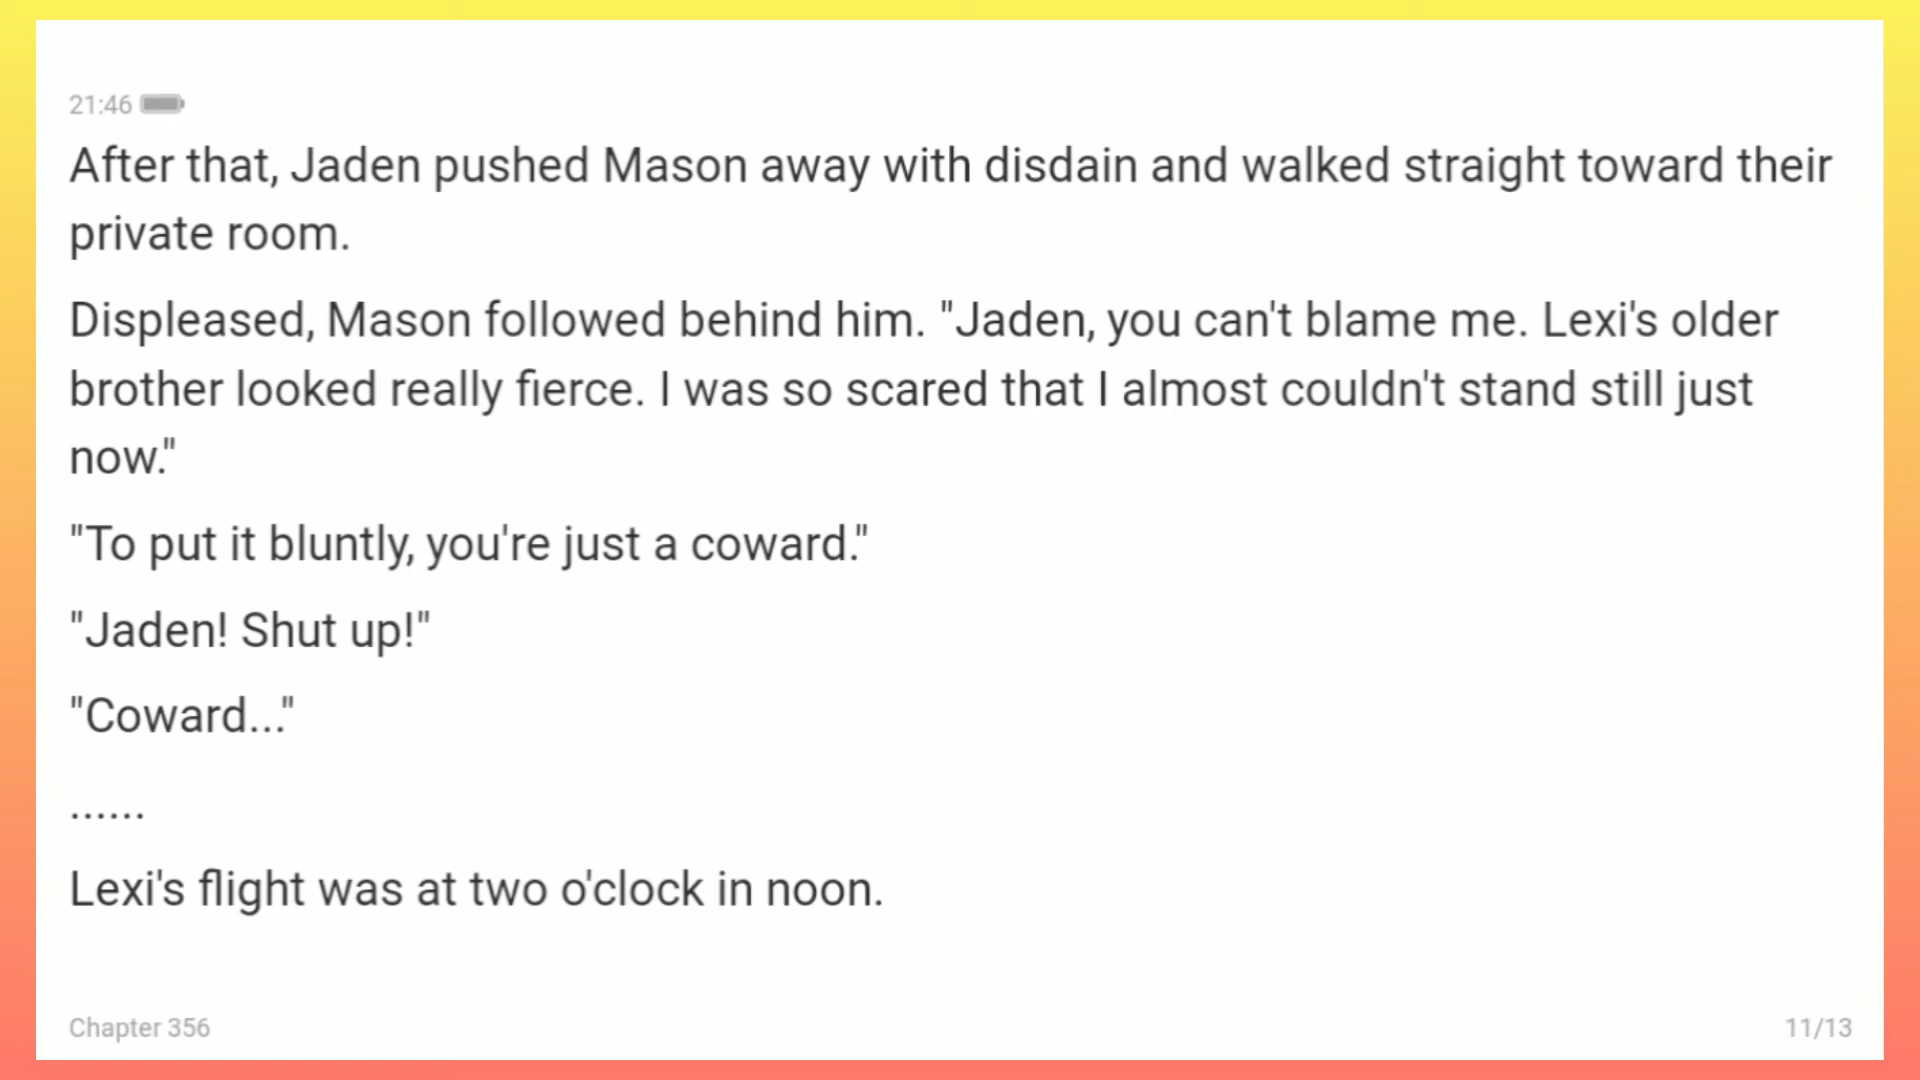 21:46
After that, Jaden pushed Mason away with disdain and walked straight toward their
private room.
Displeased, Mason followed behind him. "Jaden, you can't blame me. Lexi's older
brother looked really fierce. I was so scared that I almost couldn't stand still just
now."
"To put it bluntly, you're just a coward."
"Jaden! Shut up!"
"Coward..."
......
Lexi's flight was at two o'clock in noon.
Chapter 356
11/13